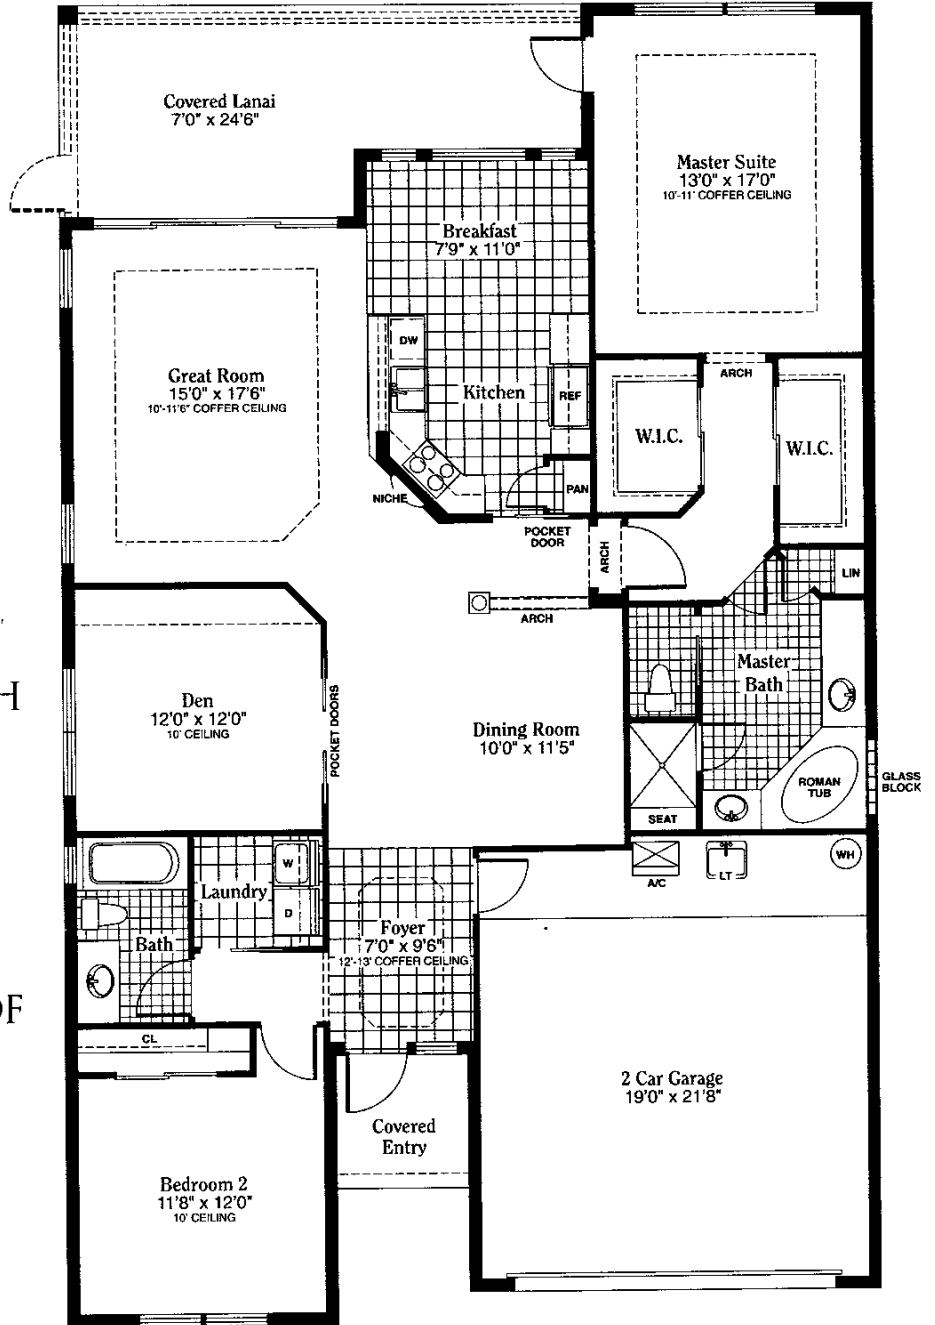 Covered Lanai
7'0" x 24'6"
Master Suite
13'0" x 17'0"
10'-11' COFFER CEILING
Breakfast
7'9" x 11'0"
DW
Great Room
15'0" x 17'6"
10'-11'6" COFFER CEILING
Kitchen
REF
ARCH
W.I.C.
W.I.C.
NICHE
PAN
POCKET
DOOR
ARCH
LIN
ARCH
H
Den
12'0" x 12'0"
10' CEILING
POCKET DOORS
Dining Room
10'0" x 11'5"
Master
Bath
ROMAN
TUB
GLASS
BLOCK
SEAT
A/C
LT
WH
W
Laundry
D
Bath
Foyer
7'0" x 9'6"
12'-13' COFFER CEILING
OF
CL
2 Car Garage
19'0" x 21'8"
Covered
Entry
Bedroom 2
11'8" x 12'0"
10' CEILING